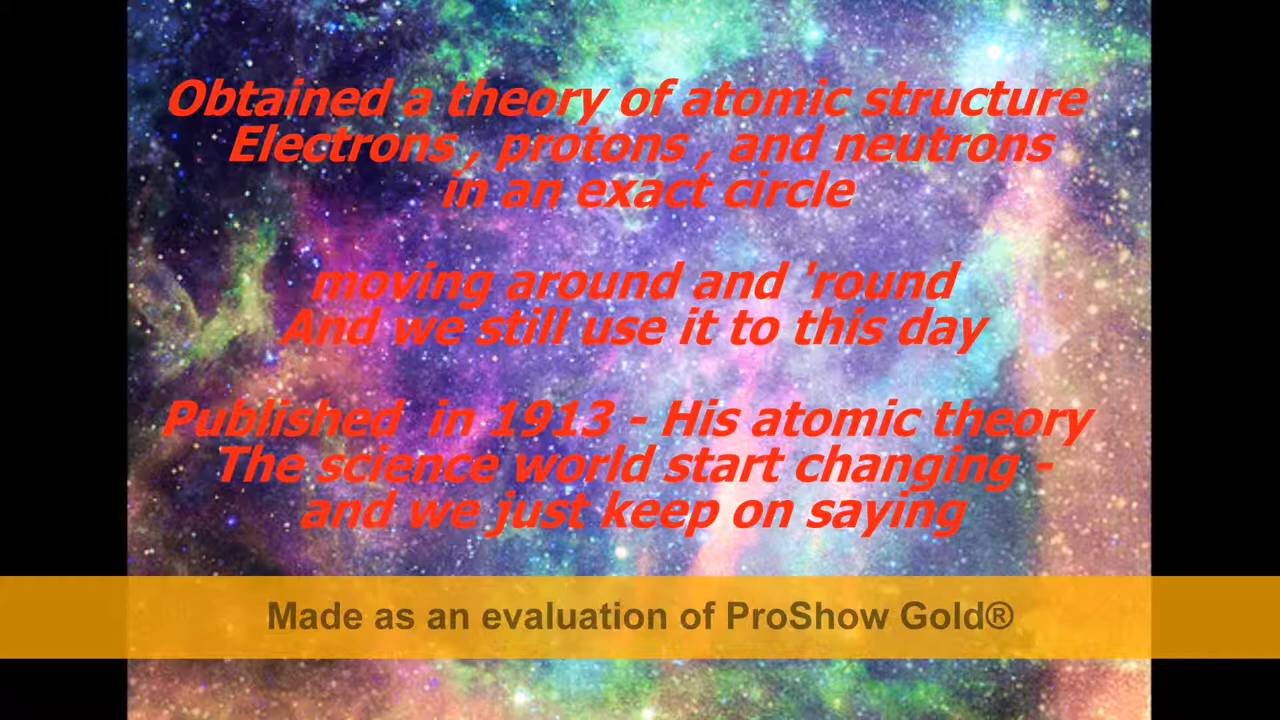 Obtained a theory of atomic structure
Electrons , protons , and neutrons
in an exact circle
moving around and 'round
And we still use it to this day
Published  in 1913 - His atomic theory
The science world start changing -
and we just keep on saying
Made as an evaluation of ProShow Gold®